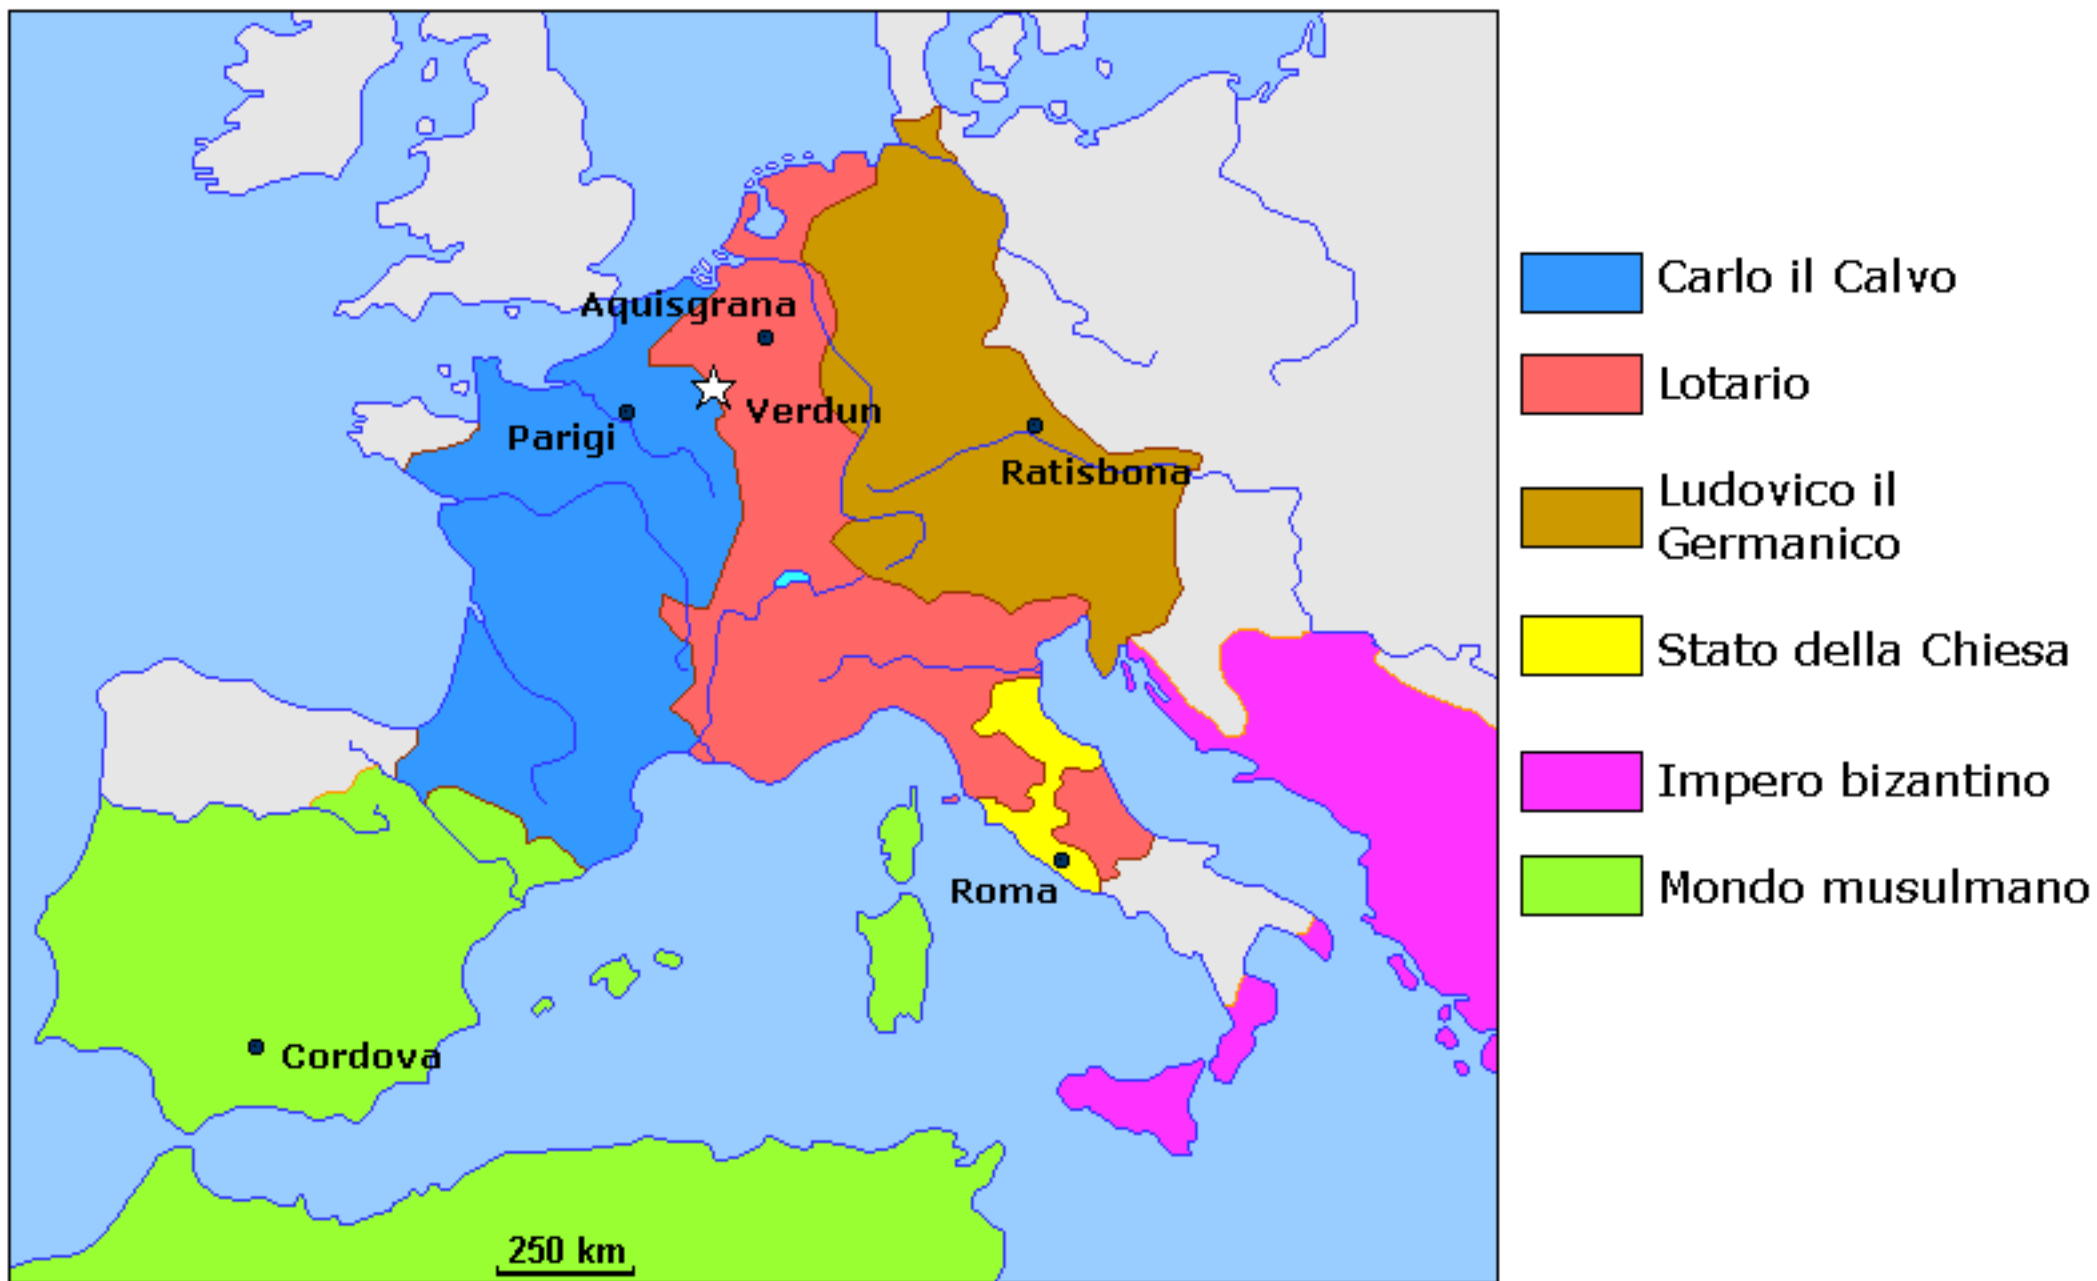 Aquisgrana
Verdun
Parigi
Ratisbona
Roma
Cordova
250 km
Carlo il Calvo
Lotario
Ludovico il
Germanico
Stato della Chiesa
Impero bizantino
Mondo musulmano